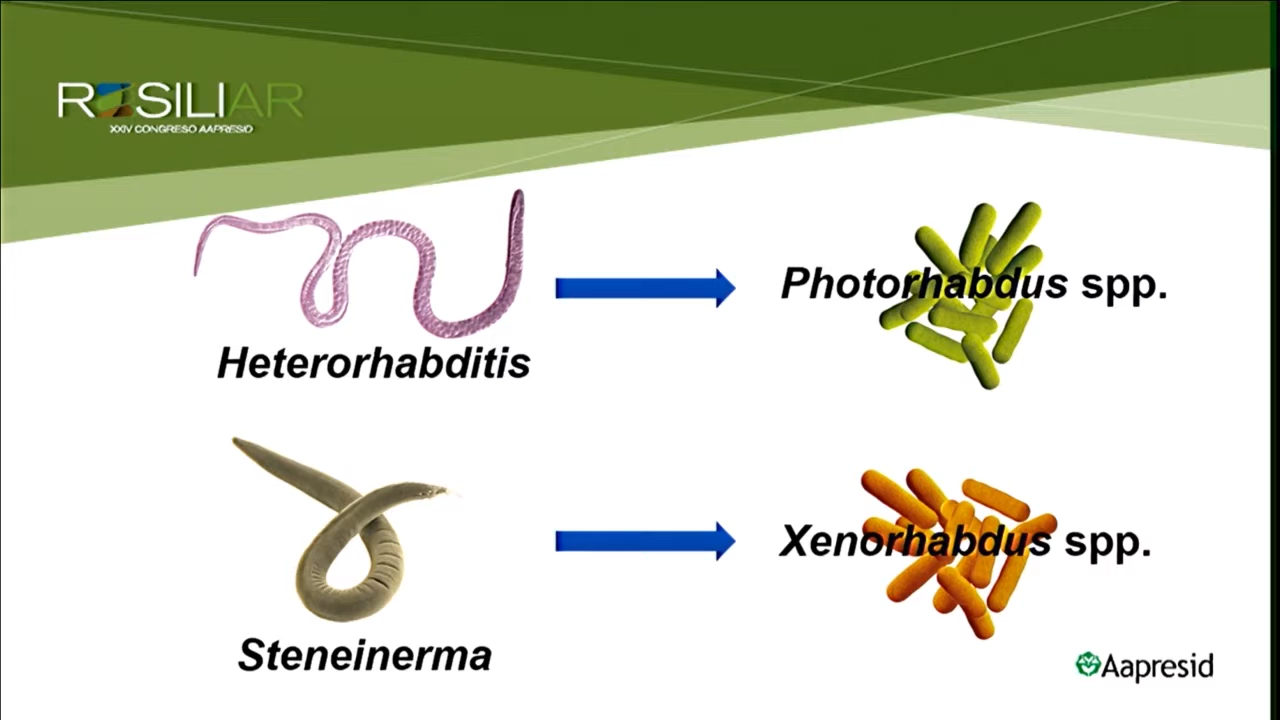 RESILIAR
XXIV CONGRESO AAPRESID
Heterorhabditis
Photorhabdus spp.
Steneinerma
Xenorhabdus spp.
Aapresid